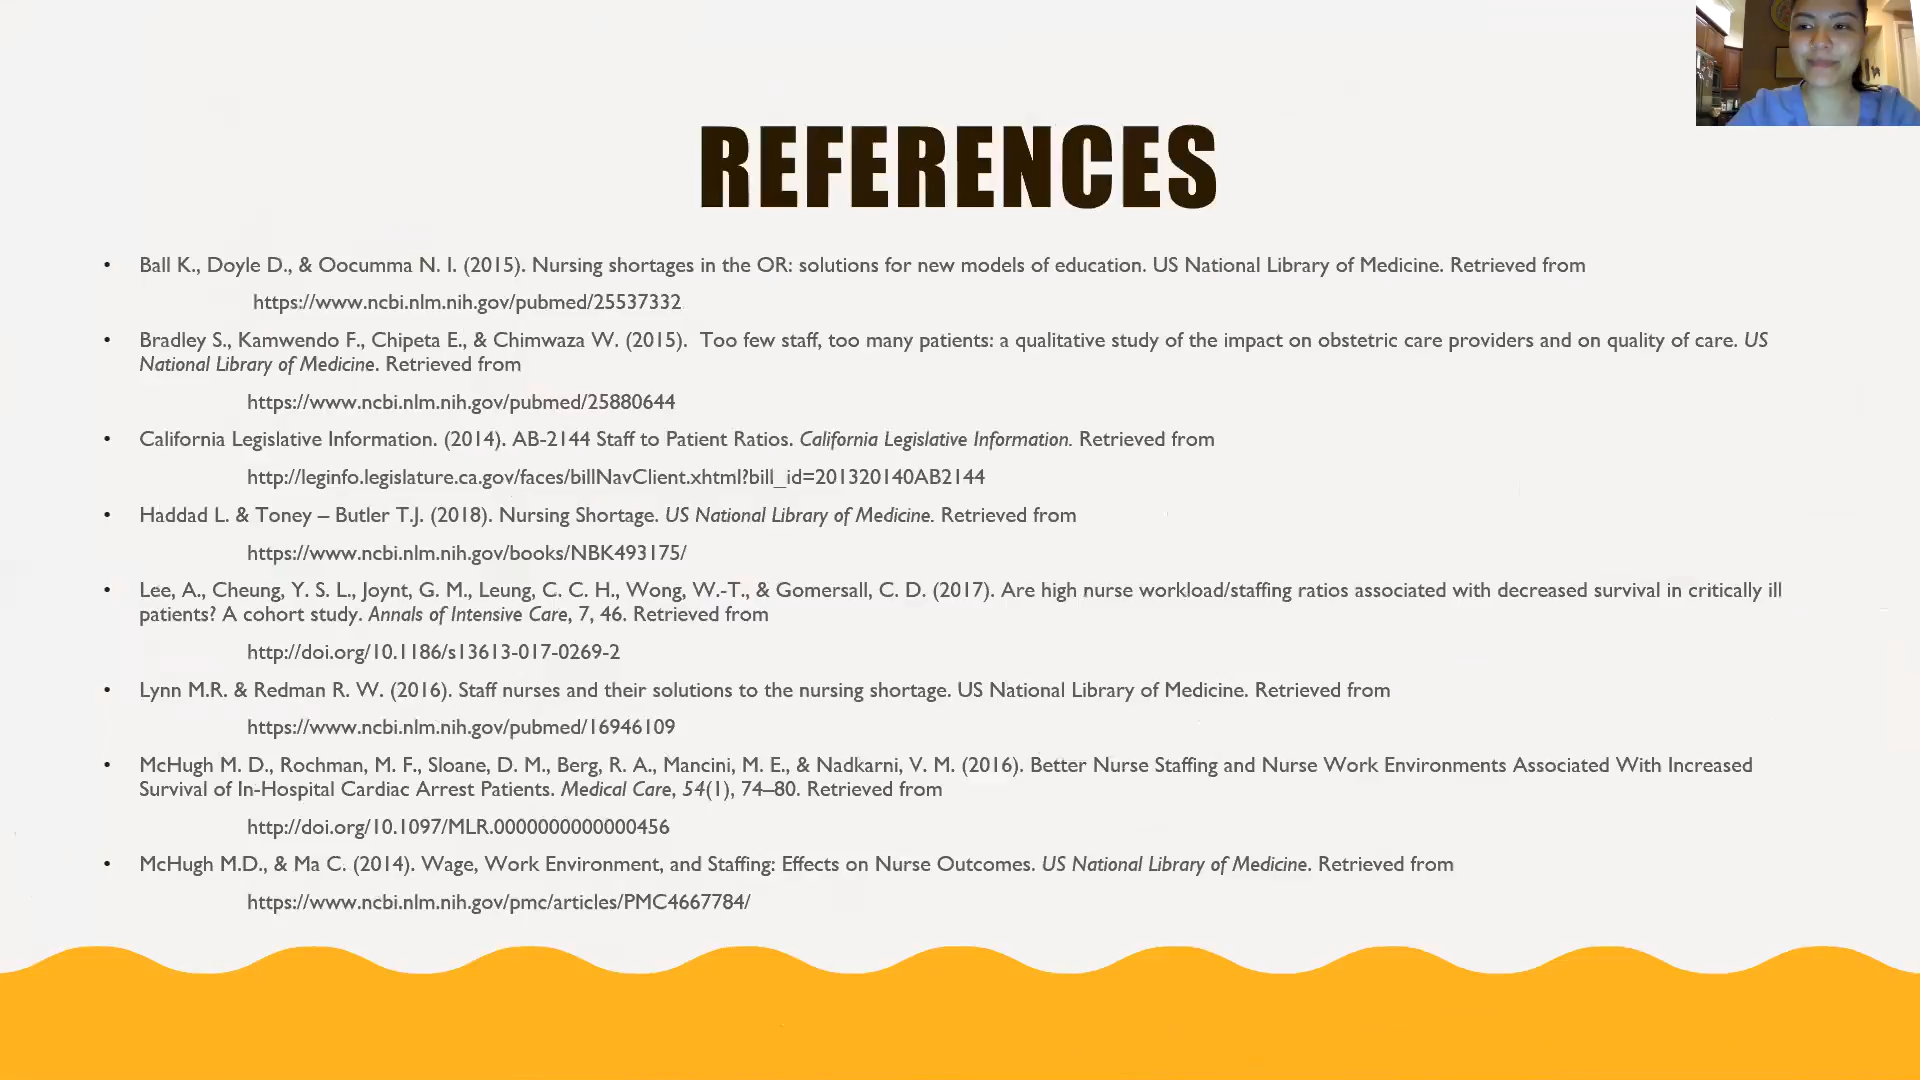 REFERENCES
• Ball K., Doyle D., & Oocumma N. I. (2015). Nursing shortages in the OR: solutions for new models of education. US National Library of Medicine. Retrieved from
https://www.ncbi.nlm.nih.gov/pubmed/25537332
• Bradley S., Kamwendo F., Chipeta E., & Chimwaza W. (2015).  Too few staff, too many patients: a qualitative study of the impact on obstetric care providers and on quality of care. US
National Library of Medicine. Retrieved from
https://www.ncbi.nlm.nih.gov/pubmed/25880644
• California Legislative Information. (2014). AB-2144 Staff to Patient Ratios. California Legislative Information. Retrieved from
http://leginfo.legislature.ca.gov/faces/billNavClient.xhtml?bill_id=201320140AB2144
• Haddad L. & Toney – Butler T.J. (2018). Nursing Shortage. US National Library of Medicine. Retrieved from
https://www.ncbi.nlm.nih.gov/books/NBK493175/
• Lee, A., Cheung, Y. S. L., Joynt, G. M., Leung, C. C. H., Wong, W.-T., & Gomersall, C. D. (2017). Are high nurse workload/staffing ratios associated with decreased survival in critically ill
patients? A cohort study. Annals of Intensive Care, 7, 46. Retrieved from
http://doi.org/10.1186/s13613-017-0269-2
• Lynn M.R. & Redman R. W. (2016). Staff nurses and their solutions to the nursing shortage. US National Library of Medicine. Retrieved from
https://www.ncbi.nlm.nih.gov/pubmed/16946109
• McHugh M. D., Rochman, M. F., Sloane, D. M., Berg, R. A., Mancini, M. E., & Nadkarni, V. M. (2016). Better Nurse Staffing and Nurse Work Environments Associated With Increased
Survival of In-Hospital Cardiac Arrest Patients. Medical Care, 54(1), 74–80. Retrieved from
http://doi.org/10.1097/MLR.0000000000000456
• McHugh M.D., & Ma C. (2014). Wage, Work Environment, and Staffing: Effects on Nurse Outcomes. US National Library of Medicine. Retrieved from
https://www.ncbi.nlm.nih.gov/pmc/articles/PMC4667784/